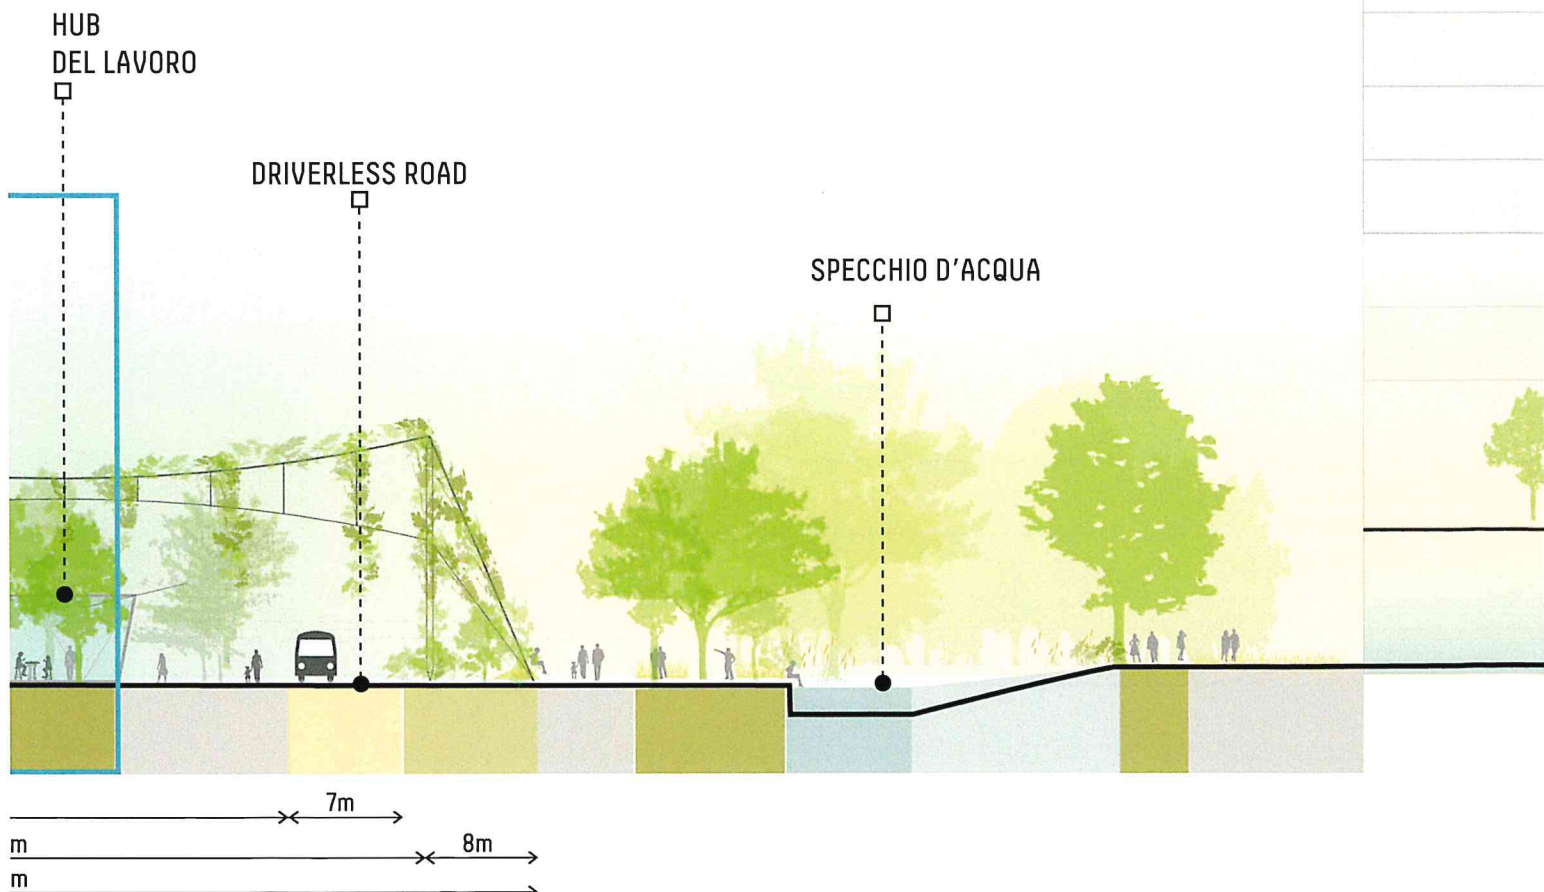 HUB
DEL LAVORO
DRIVERLESS ROAD
SPECCHIO D'ACQUA
7m
m
8m
m